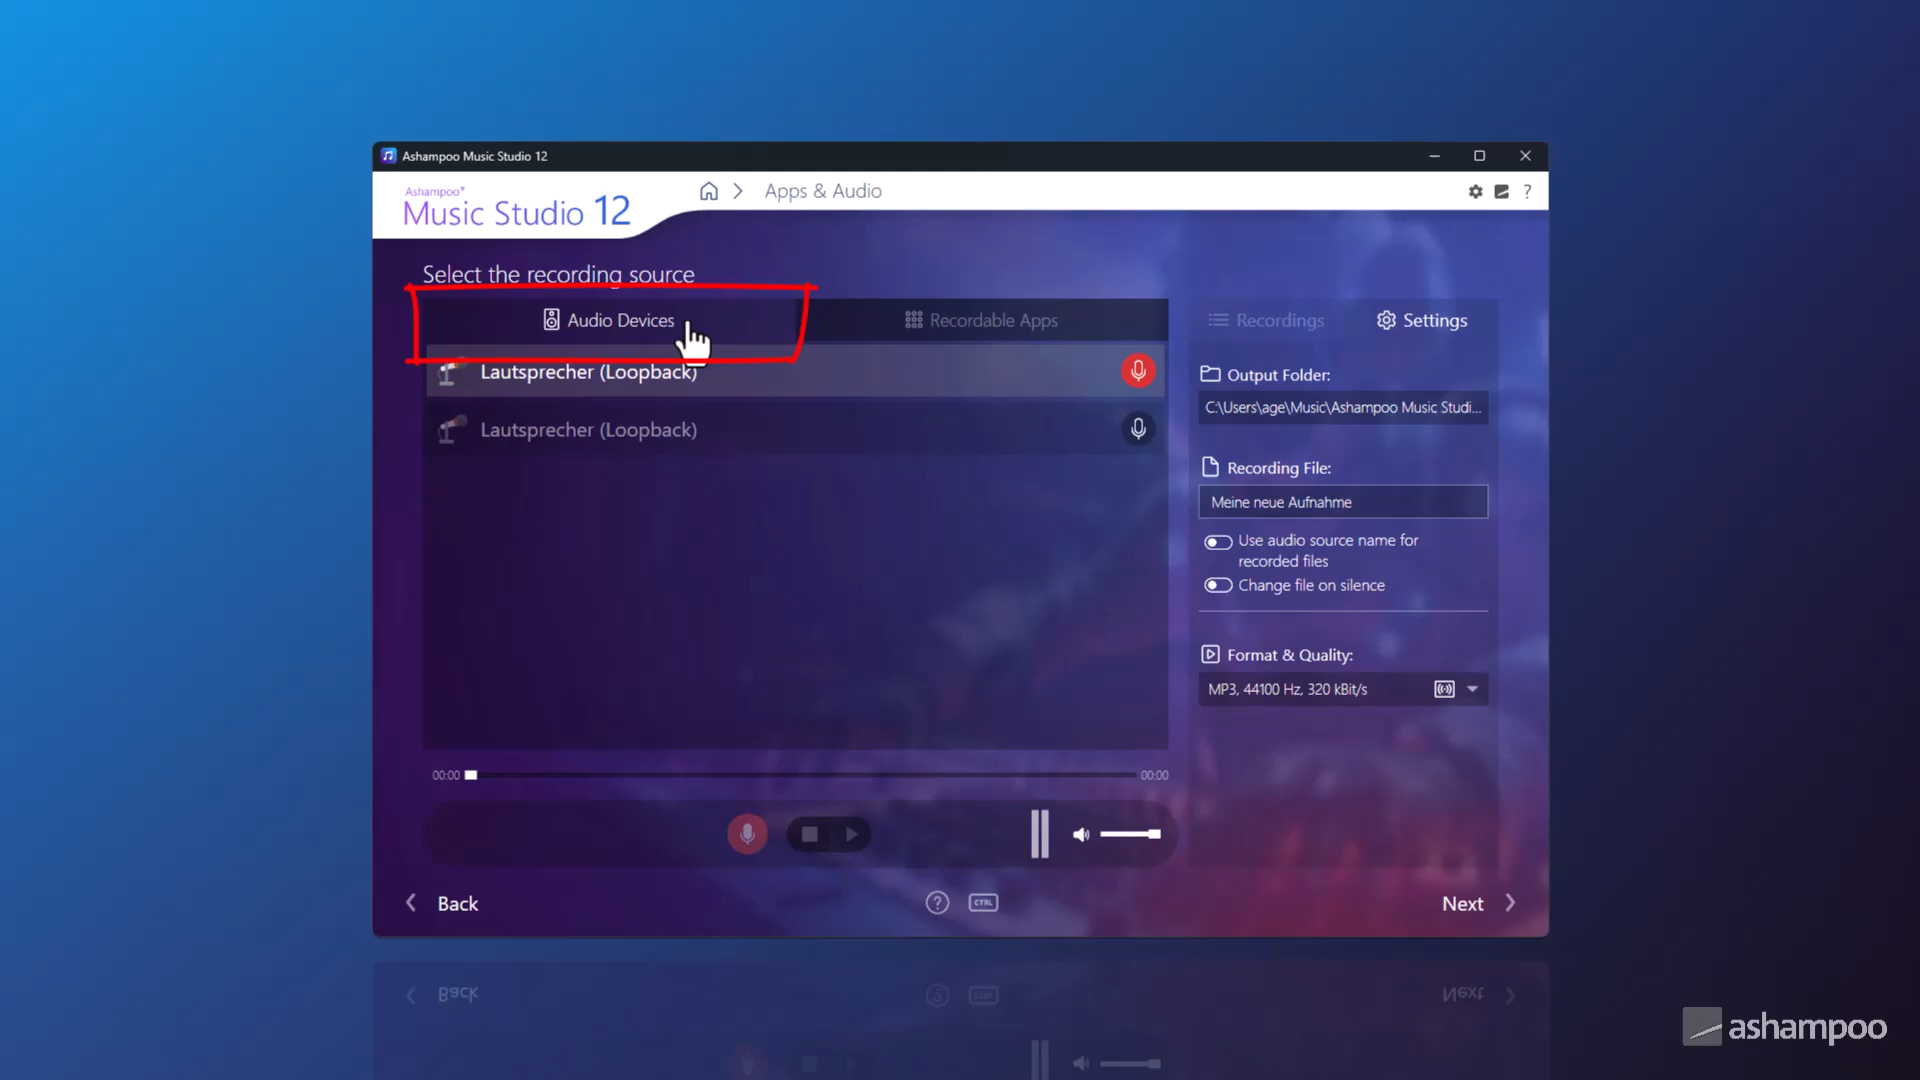 Ashampoo Music Studio 12
Ashampoo®
Music Studio 12
Apps & Audio
?
Select the recording source
Audio Devices
Recordable Apps
Recordings
Settings
Lautsprecher (Loopback)
Lautsprecher (Loopback)
Output Folder:
C:\Users\age\Music\Ashampoo Music Studi...
Recording File:
Meine neue Aufnahme
Use audio source name for
recorded files
Change file on silence
Format & Quality:
MP3, 44100 Hz, 320 kBit/s
00:00
00:00
Back
?
CTRL
Next
Back
Next
ashampoo